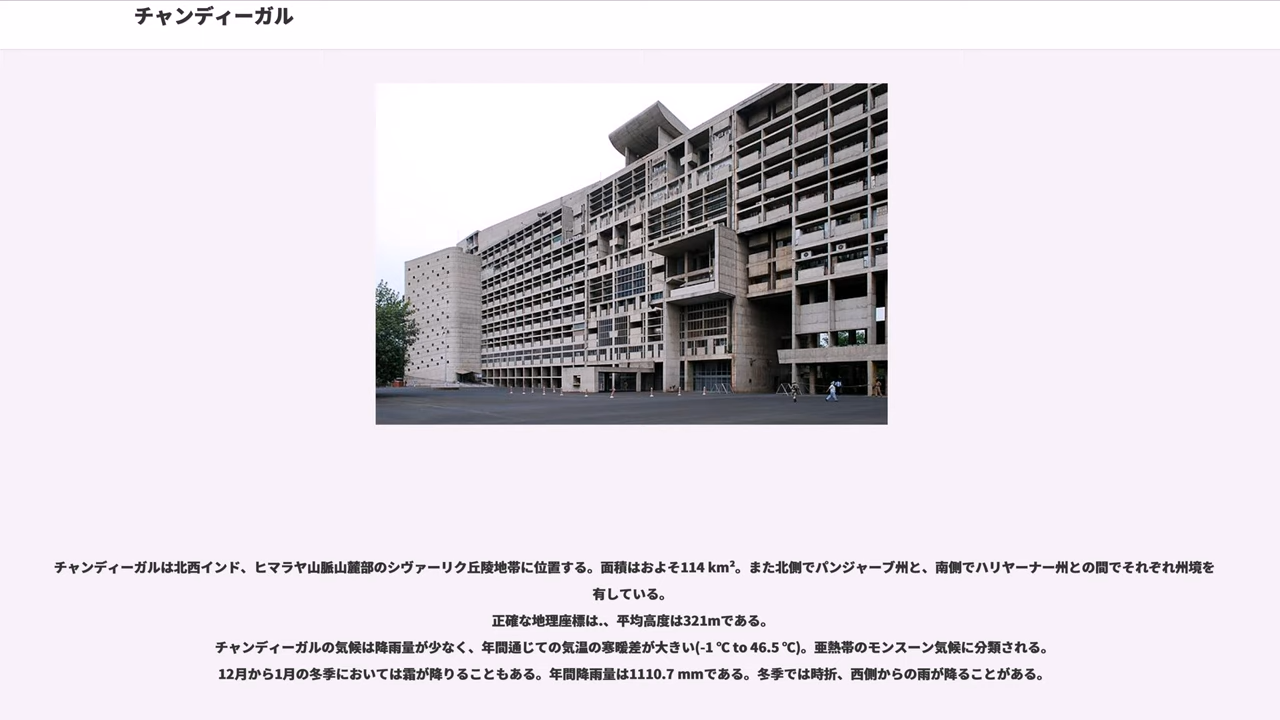 チャンディーガル
チャンディーガルは北西インド、ヒマラヤ山脈山麓部のシヴァーリク丘陵地帯に位置する。面積はおよそ114 km²。また北側でパンジャーブ州と、南側でハリヤーナー州との間でそれぞれ州境を
有している。
正確な地理座標は.、平均高度は321mである。
チャンディーガルの気候は降雨量が少なく、年間通じての気温の寒暖差が大きい(-1 ℃ to 46.5 ℃)。亜熱帯のモンスーン気候に分類される。
12月から1月の冬季においては霜が降りることもある。年間降雨量は1110.7 mmである。冬季では時折、西側からの雨が降ることがある。